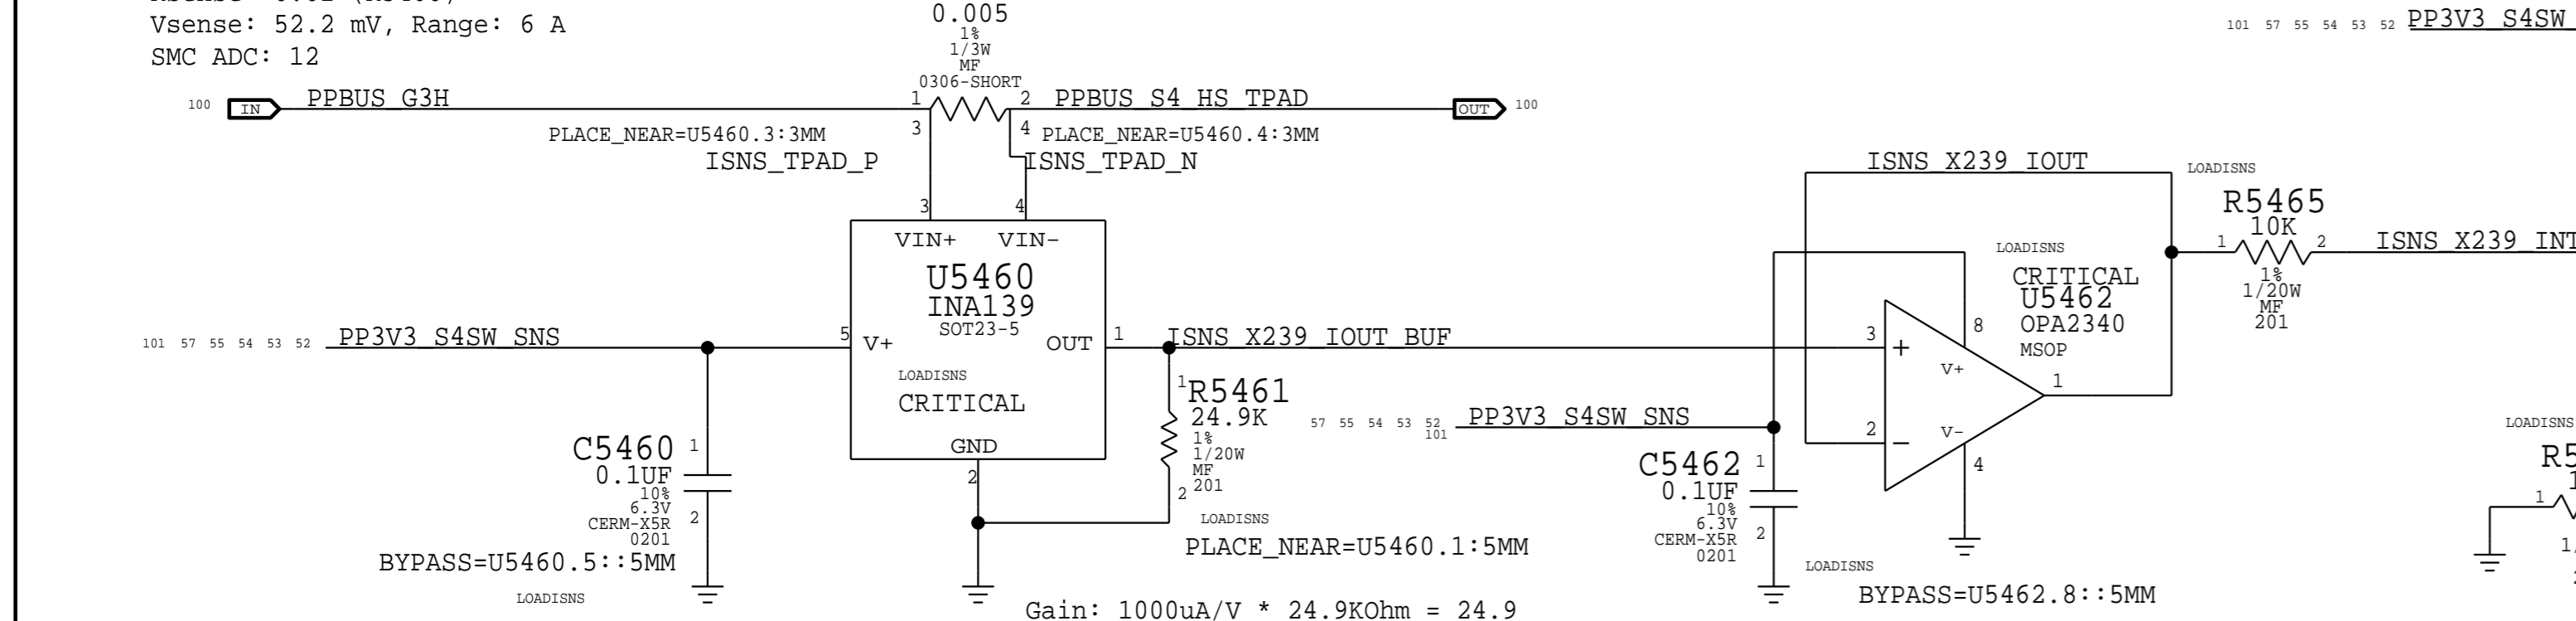 Vsense: 52.2 mV, Range: 6 A
SMC ADC: 12
0.005
1%
1/3W
MF
0306-SHORT
101 57 55 54 53 52 PP3V3_S4SW
100 IN PPBUS_G3H
1 2 PPBUS_S4_HS_TPAD
OUT 100
3 4
PLACE_NEAR=U5460.3:3MM
PLACE_NEAR=U5460.4:3MM
ISNS_TPAD_P
ISNS_TPAD_N
3 4
VIN+ VIN-
U5460
INA139
SOT23-5
101 57 55 54 53 52 PP3V3_S4SW_SNS
5 V+ OUT 1
ISNS_X239_IOUT_BUF
LOADISNS
CRITICAL
GND
2
C5460
0.1UF
10%
6.3V
CERM-X5R
0201
1
2
BYPASS=U5460.5::5MM
LOADISNS
1
R5461
24.9K
1%
1/20W
MF
201
2
LOADISNS
PLACE_NEAR=U5460.1:5MM
Gain: 1000uA/V * 24.9KOhm = 24.9
57 55 54 53 52
101
PP3V3_S4SW_SNS
C5462
0.1UF
10%
6.3V
CERM-X5R
0201
1
2
LOADISNS
BYPASS=U5462.8::5MM
ISNS_X239_IOUT
LOADISNS
CRITICAL
U5462
OPA2340
MSOP
3 +
2 −
8
V+
V-
4
1
LOADISNS
R5465
10K
1 2
1%
1/20W
MF
201
ISNS_X239_INT
LOADISNS
R5
1